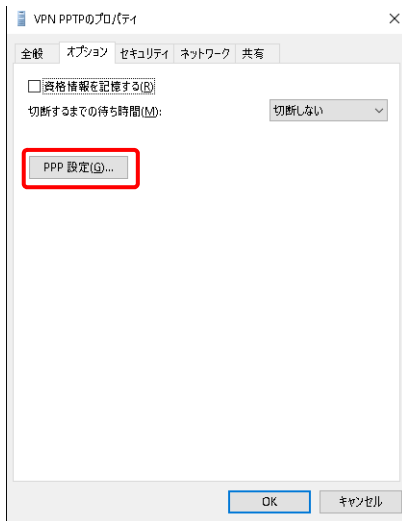 VPN PPTPのプロパティ
全般 オプション セキュリティ ネットワーク 共有
資格情報を記憶する(R)
切断するまでの待ち時間(M): 切断しない
PPP 設定(G)...
OK キャンセル